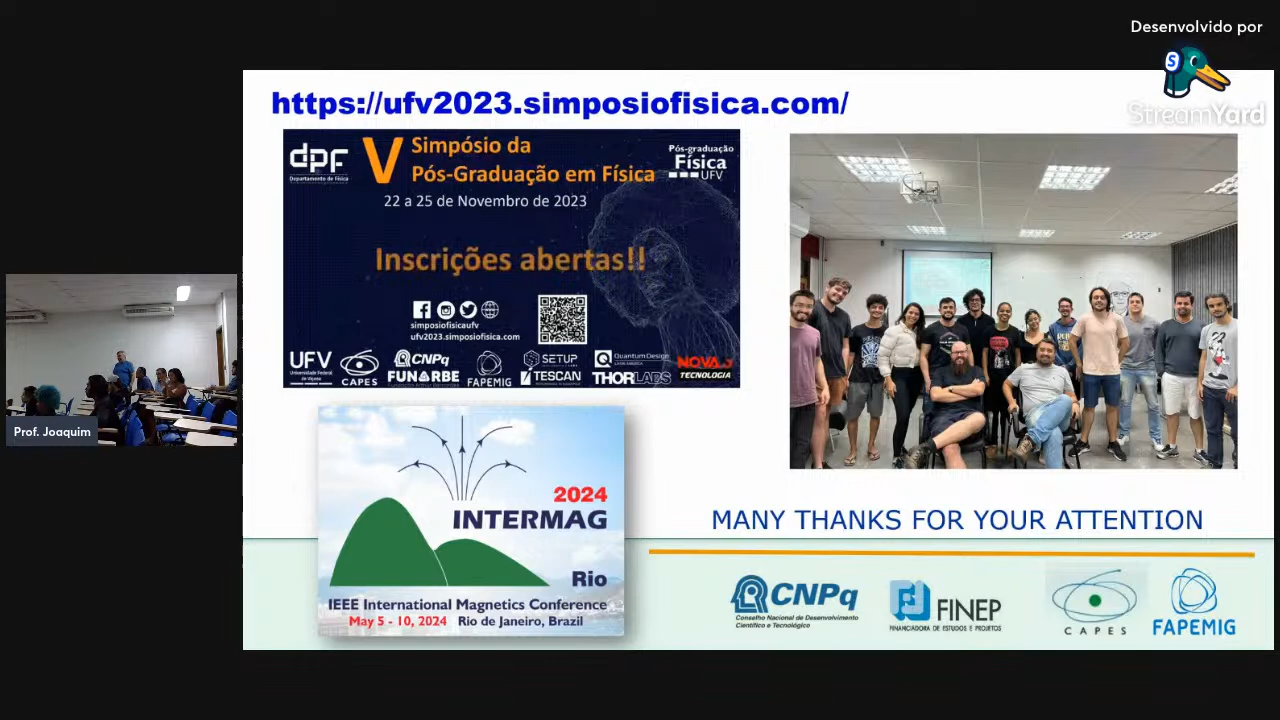 Desenvolvido por
StreamYard
https://ufv2023.simposiofisica.com/
dpf
Departamento de Física
V Simpósio da
Pós-Graduação em Física
22 a 25 de Novembro de 2023
Pós-graduação
Física
UFV
Inscrições abertas!!
simposiofisicaufv
ufv2023.simposiofisica.com
UFV
Universidade Federal
de Viçosa
CAPES
CNPq
FUNARBE
FAPEMIG
SETUP
TESCAN
Quantum Design
THORLABS
NOVA
TECNOLOGIA
Prof. Joaquim
2024
INTERMAG
Rio
IEEE International Magnetics Conference
May 5 - 10, 2024 Rio de Janeiro, Brazil
MANY THANKS FOR YOUR ATTENTION
CNPq
Conselho Nacional de Desenvolvimento
Científico e Tecnológico
FINEP
FINANCIADORA DE ESTUDOS E PROJETOS
CAPES
FAPEMIG